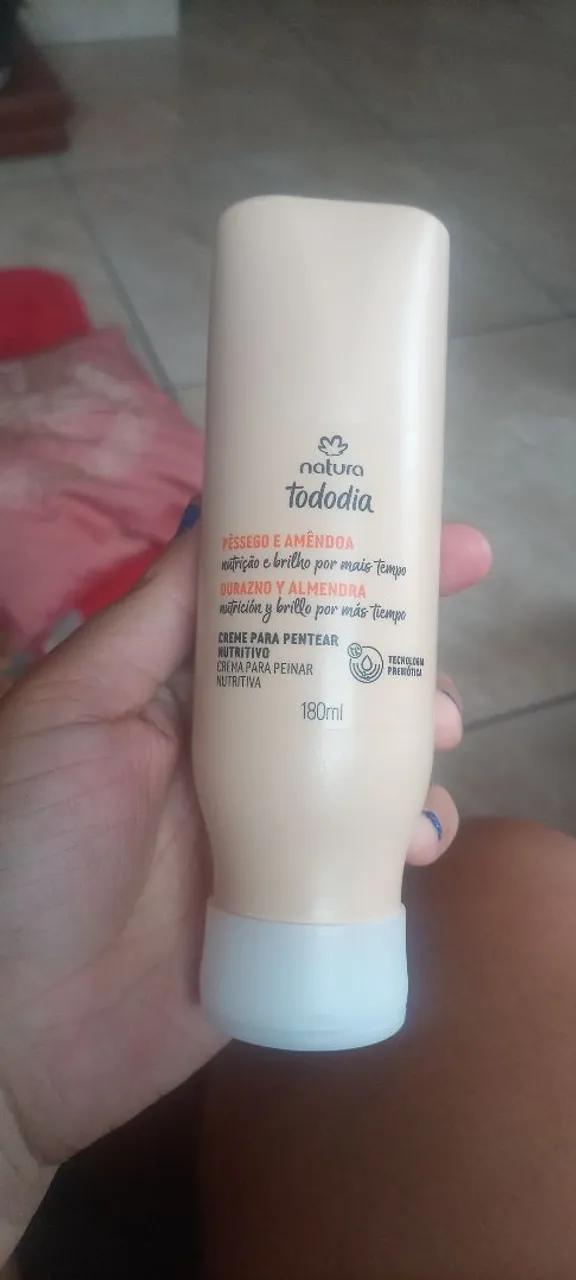 natura
tododia
PÊSSEGO E AMÊNDOA
nutrição e brilho por mais tempo
DURAZNO Y ALMENDRA
nutrición y brillo por más tiempo
CREME PARA PENTEAR
NUTRITIVO
CREMA PARA PEINAR
NUTRITIVA
TECNOLOGIA
PREBIÓTICA
180ml